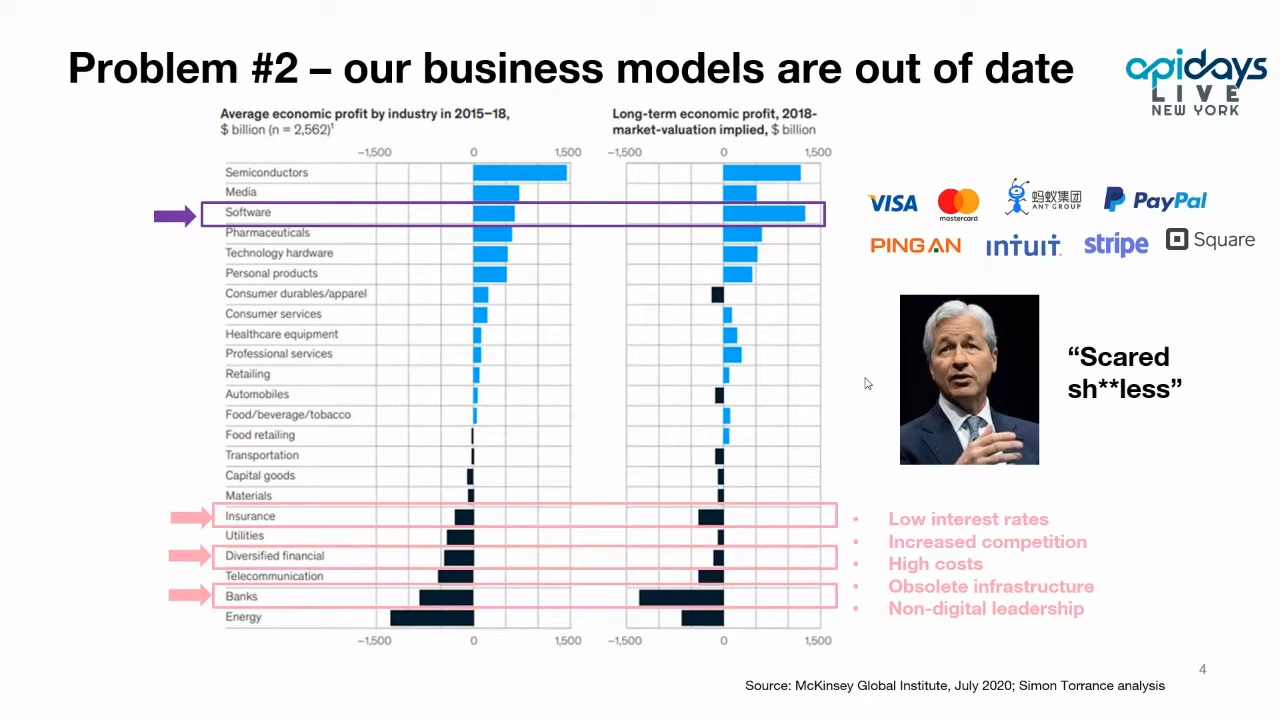 Problem #2 – our business models are out of date
apidays
LIVE
NEW YORK
Average economic profit by industry in 2015–18,
$ billion (n = 2,562)¹
Long-term economic profit, 2018-
market-valuation implied, $ billion
−1,500 0 1,500 −1,500 0 1,500
Semiconductors
Media
Software
Pharmaceuticals
Technology hardware
Personal products
Consumer durables/apparel
Consumer services
Healthcare equipment
Professional services
Retailing
Automobiles
Food/beverage/tobacco
Food retailing
Transportation
Capital goods
Materials
Insurance
Utilities
Diversified financial
Telecommunication
Banks
Energy
−1,500 0 1,500 −1,500 0 1,500
VISA mastercard 蚂蚁集团 ANT GROUP PayPal
PING AN INTUIT stripe Square
“Scared
sh**less”
• Low interest rates
• Increased competition
• High costs
• Obsolete infrastructure
• Non-digital leadership
4
Source: McKinsey Global Institute, July 2020; Simon Torrance analysis